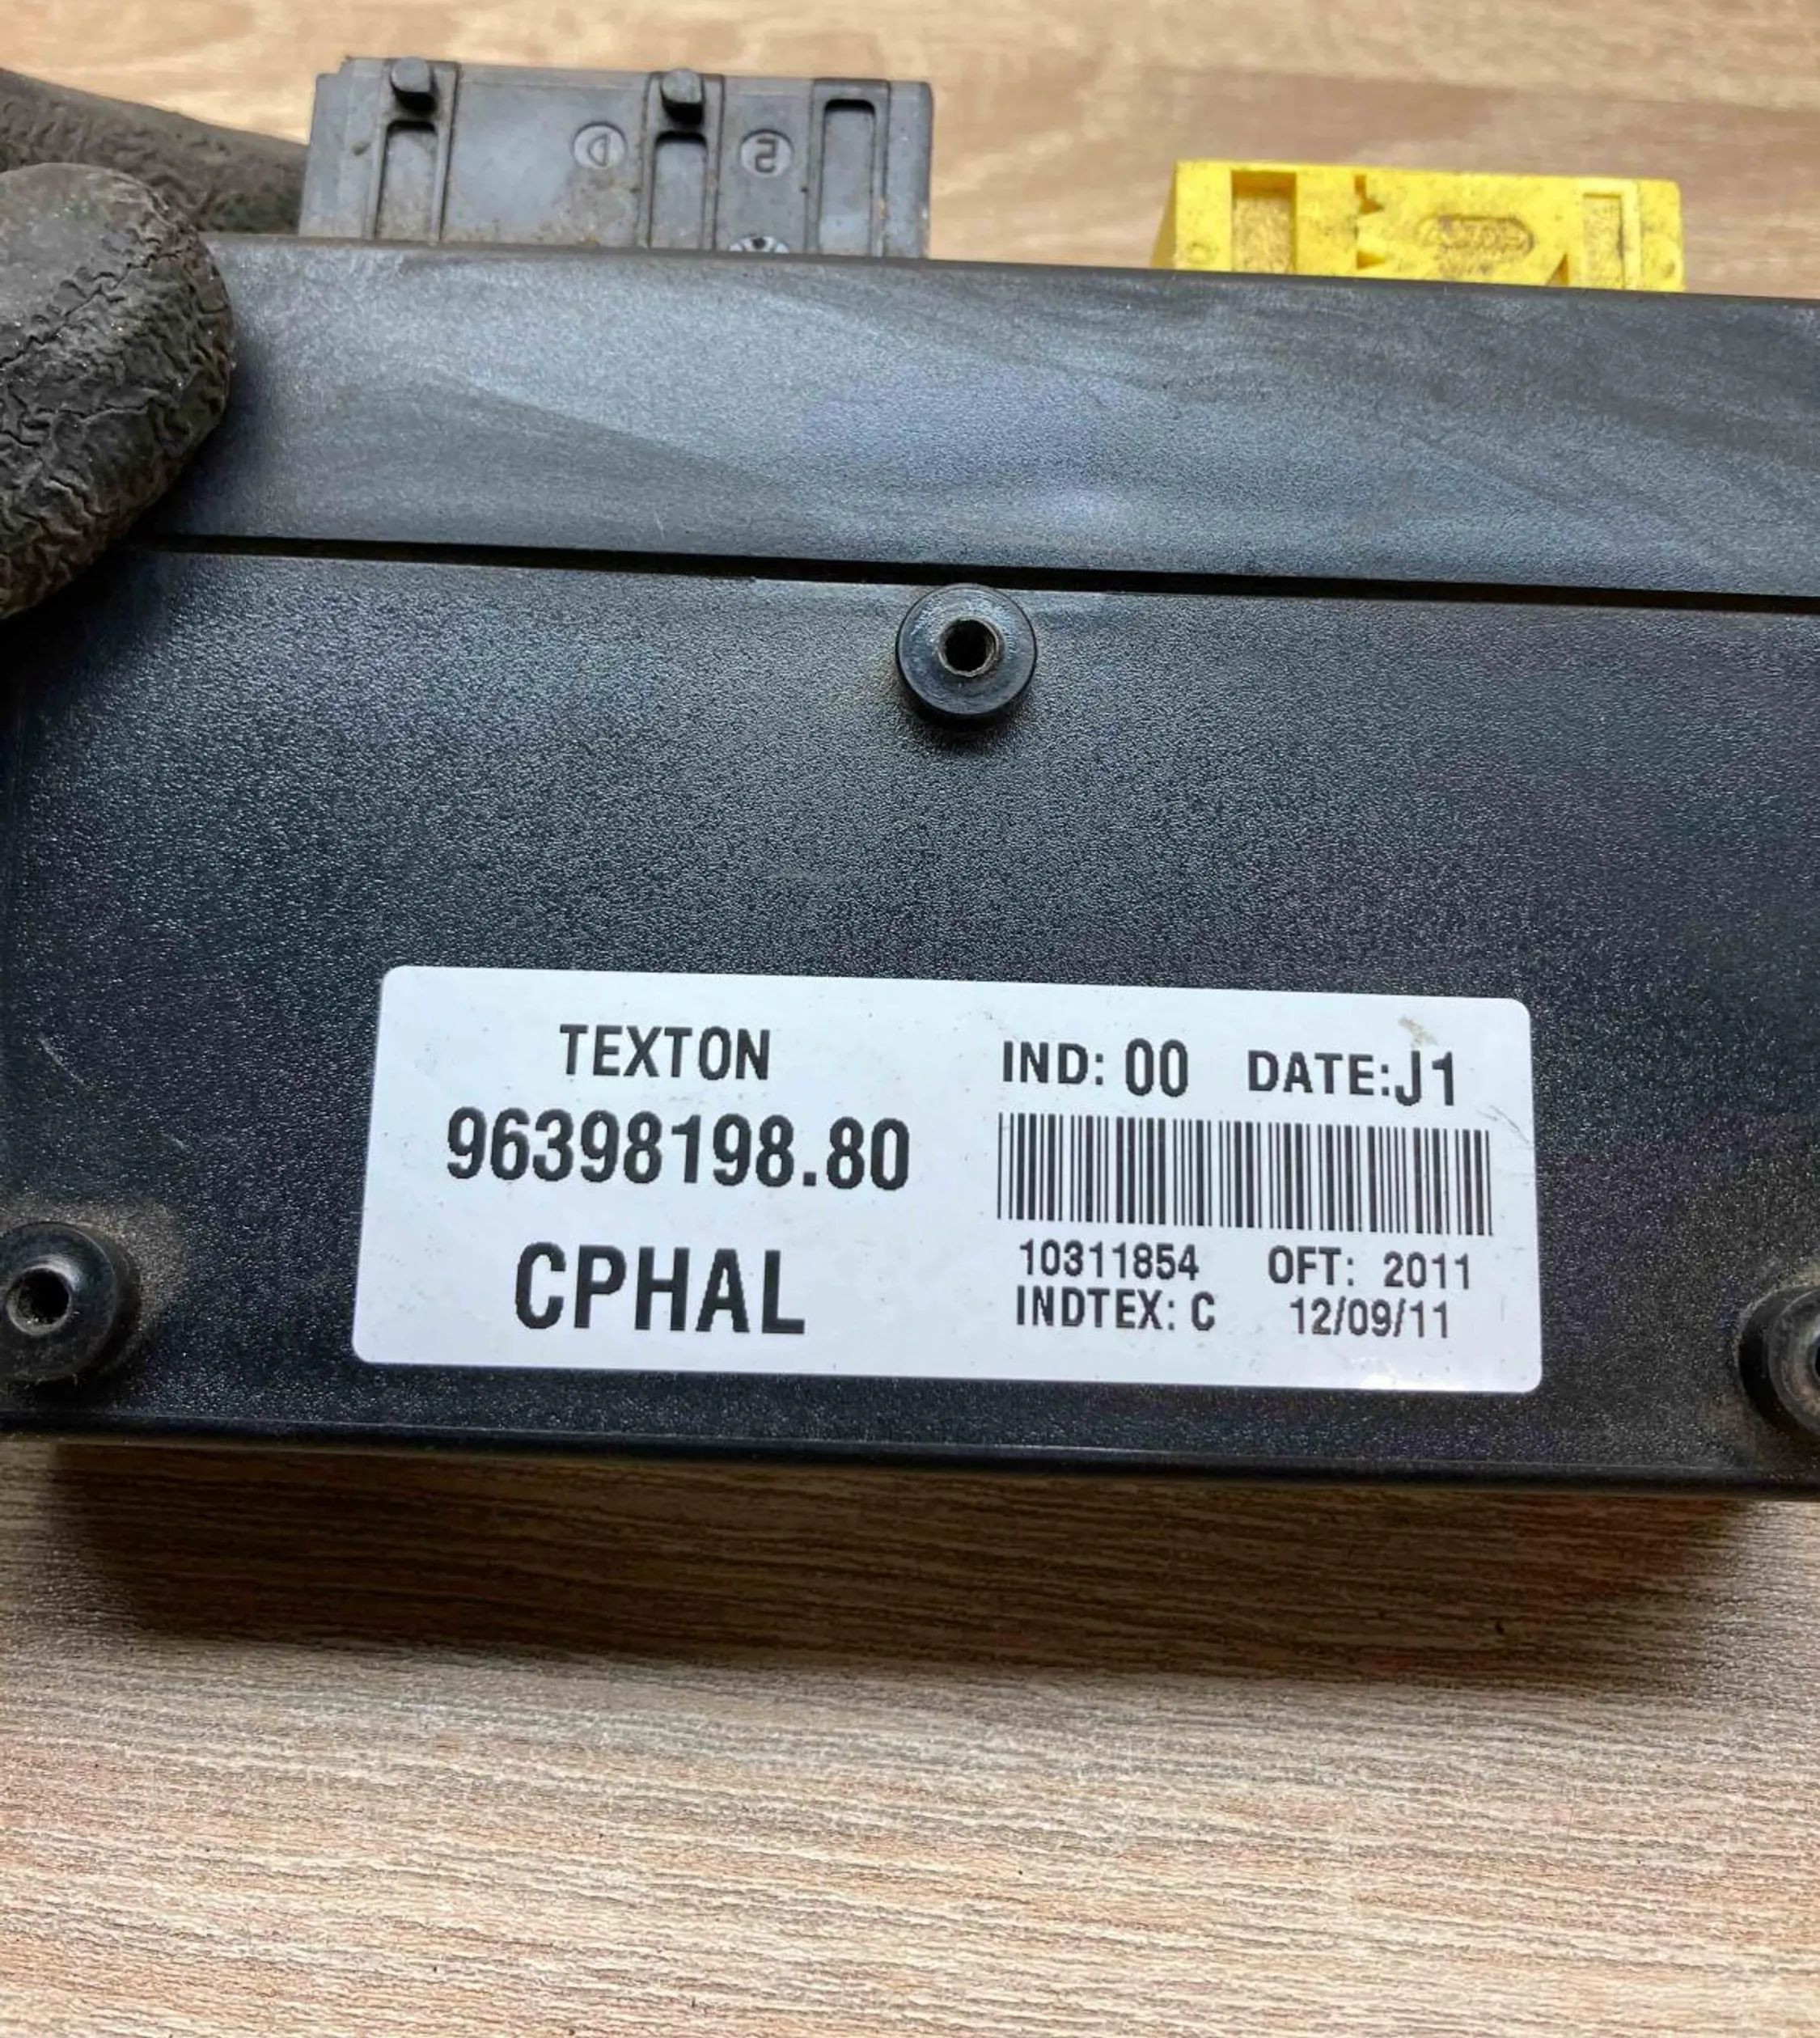 TEXTON
96398198.80
CPHAL
IND: 00 DATE:J1
10311854 OFT: 2011
INDTEX: C 12/09/11